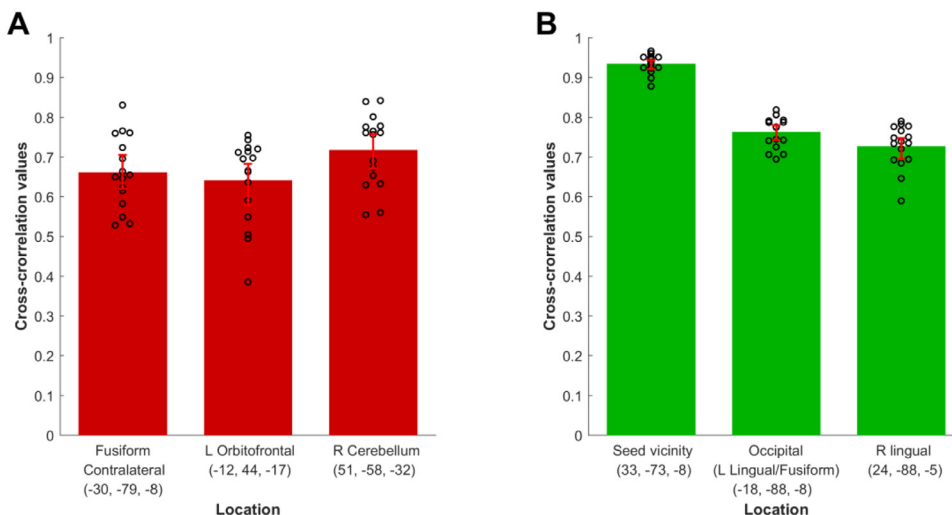 A
Cross-crorrelation values
1
0.9
0.8
0.7
0.6
0.5
0.4
0.3
0.2
0.1
0
Fusiform
Contralateral
(-30, -79, -8)
L Orbitofrontal
(-12, 44, -17)
R Cerebellum
(51, -58, -32)
Location
B
Cross-crorrelation values
1
0.9
0.8
0.7
0.6
0.5
0.4
0.3
0.2
0.1
0
Seed vicinity
(33, -73, -8)
Occipital
(L Lingual/Fusiform)
(-18, -88, -8)
R lingual
(24, -88, -5)
Location